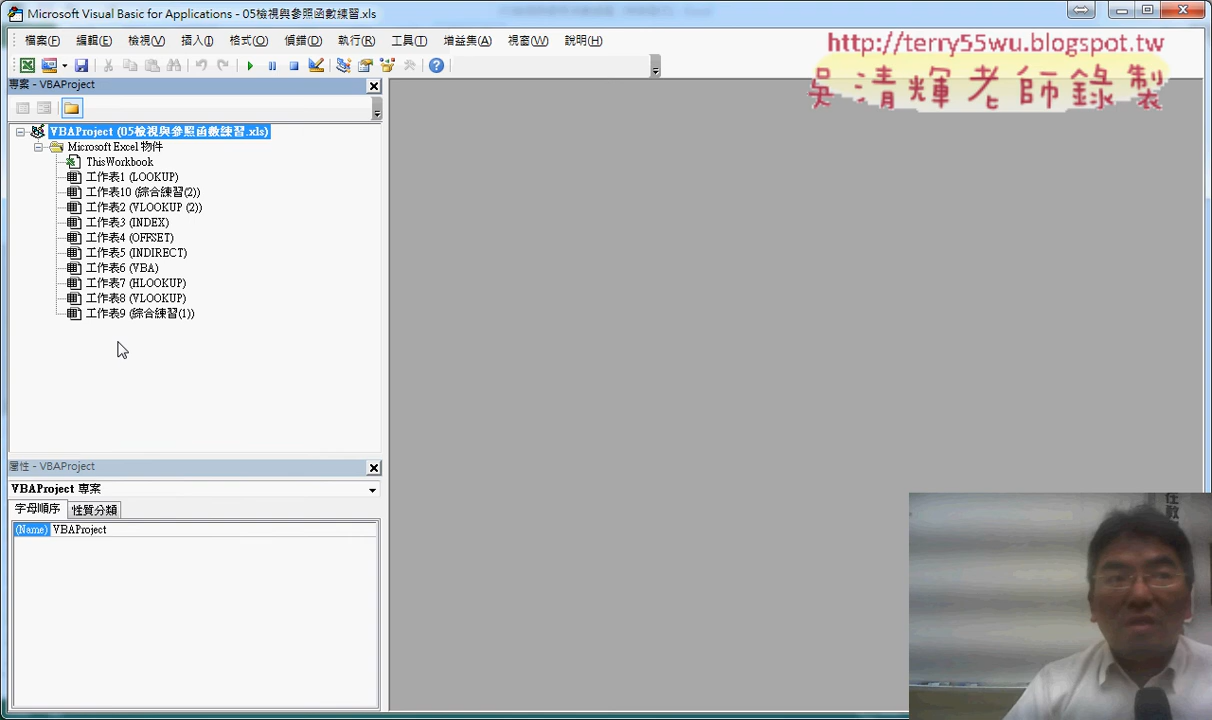 Microsoft Visual Basic for Applications - 05檢視與參照函數練習.xls
檔案(F) 編輯(E) 檢視(V) 插入(I) 格式(O) 偵錯(D) 執行(R) 工具(T) 增益集(A) 視窗(W) 說明(H)
http://terry55wu.blogspot.tw
吳清輝老師錄製
專案 - VBAProject
VBAProject (05檢視與參照函數練習.xls)
Microsoft Excel 物件
ThisWorkbook
工作表1 (LOOKUP)
工作表10 (綜合練習(2))
工作表2 (VLOOKUP (2))
工作表3 (INDEX)
工作表4 (OFFSET)
工作表5 (INDIRECT)
工作表6 (VBA)
工作表7 (HLOOKUP)
工作表8 (VLOOKUP)
工作表9 (綜合練習(1))
屬性 - VBAProject
VBAProject 專案
字母順序 性質分類
(Name) VBAProject
在教